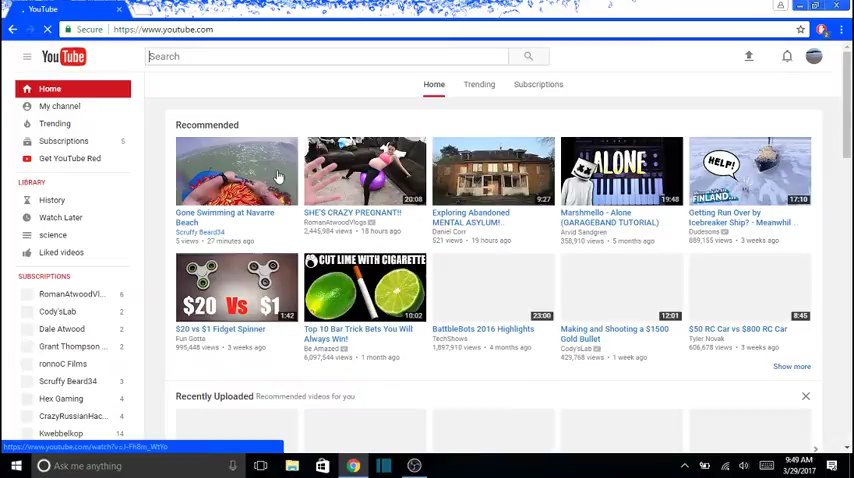 YouTube
Secure https://www.youtube.com
YouTube
Search
Home Trending Subscriptions
Home
My channel
Trending
Subscriptions 5
Get YouTube Red
LIBRARY
History
Watch Later
science
Liked videos
SUBSCRIPTIONS
RomanAtwoodVl... 6
Cody'sLab 2
Dale Atwood 2
Grant Thompson ... 2
ronnoC Films
Scruffy Beard34 3
Hex Gaming 4
CrazyRussianHac... 4
Kwebbelkop 14
Recommended
20:08
9:27
ALONE
19:48
HELP!
MEANWHILE IN FINLAND...
17:10
Gone Swimming at Navarre Beach
Scruffy Beard34
5 views • 27 minutes ago
SHE'S CRAZY PREGNANT!!
RomanAtwoodVlogs
2,445,984 views • 18 hours ago
Exploring Abandoned MENTAL ASYLUM!.
Daniel Corr
521 views • 19 hours ago
Marshmello - Alone (GARAGEBAND TUTORIAL)
Arvid Sandgren
358,910 views • 5 months ago
Getting Run Over by Icebreaker Ship? - Meanwhil ..
Dudesons
889,155 views • 3 weeks ago
$20 Vs $1
1:42
CUT LIME WITH CIGARETTE
10:02
23:00
12:01
8:45
$20 vs $1 Fidget Spinner
Fun Gotta
995,448 views • 3 weeks ago
Top 10 Bar Trick Bets You Will Always Win!
Be Amazed
6,097,544 views • 1 month ago
BattbleBots 2016 Highlights
TechShows
1,897,910 views • 4 months ago
Making and Shooting a $1500 Gold Bullet
Cody'sLab
429,768 views • 1 week ago
$50 RC Car vs $800 RC Car
Tyler Novak
606,678 views • 3 weeks ago
Show more
Recently Uploaded Recommended videos for you
Ask me anything
9:49 AM
3/29/2017